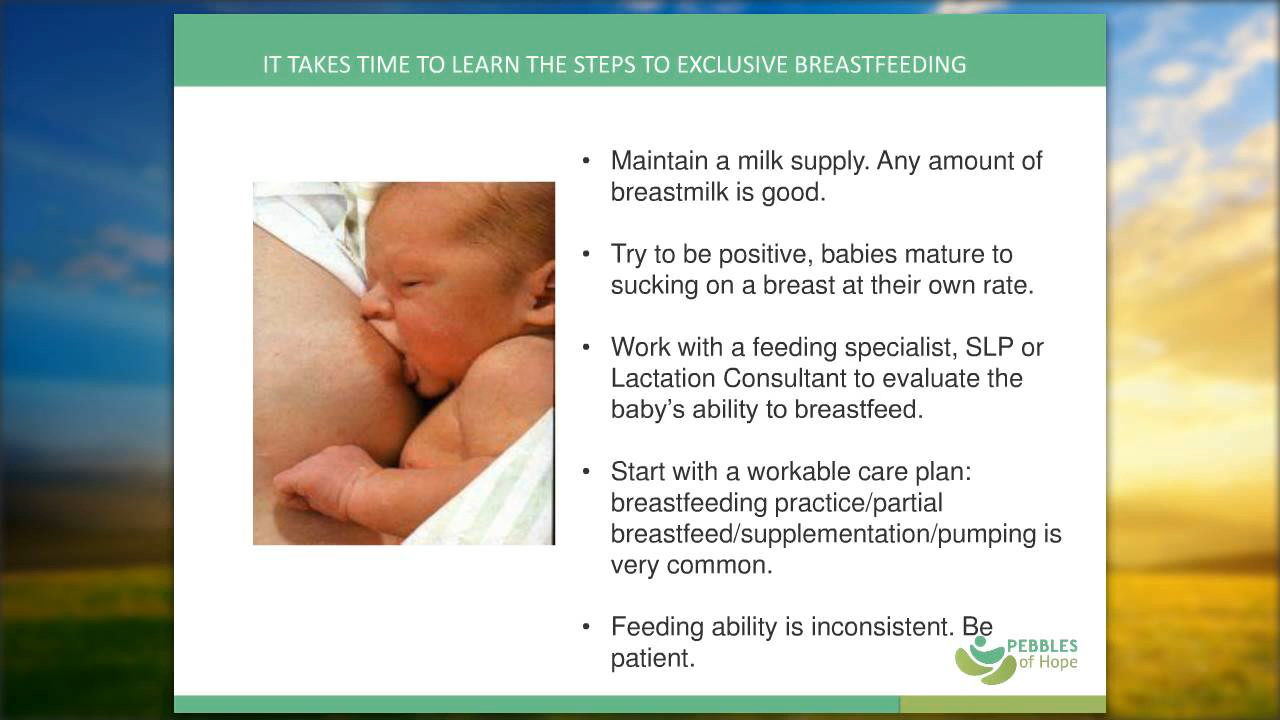 IT TAKES TIME TO LEARN THE STEPS TO EXCLUSIVE BREASTFEEDING
• Maintain a milk supply. Any amount of
breastmilk is good.
• Try to be positive, babies mature to
sucking on a breast at their own rate.
• Work with a feeding specialist, SLP or
Lactation Consultant to evaluate the
baby’s ability to breastfeed.
• Start with a workable care plan:
breastfeeding practice/partial
breastfeed/supplementation/pumping is
very common.
• Feeding ability is inconsistent. Be
patient.
PEBBLES
of Hope